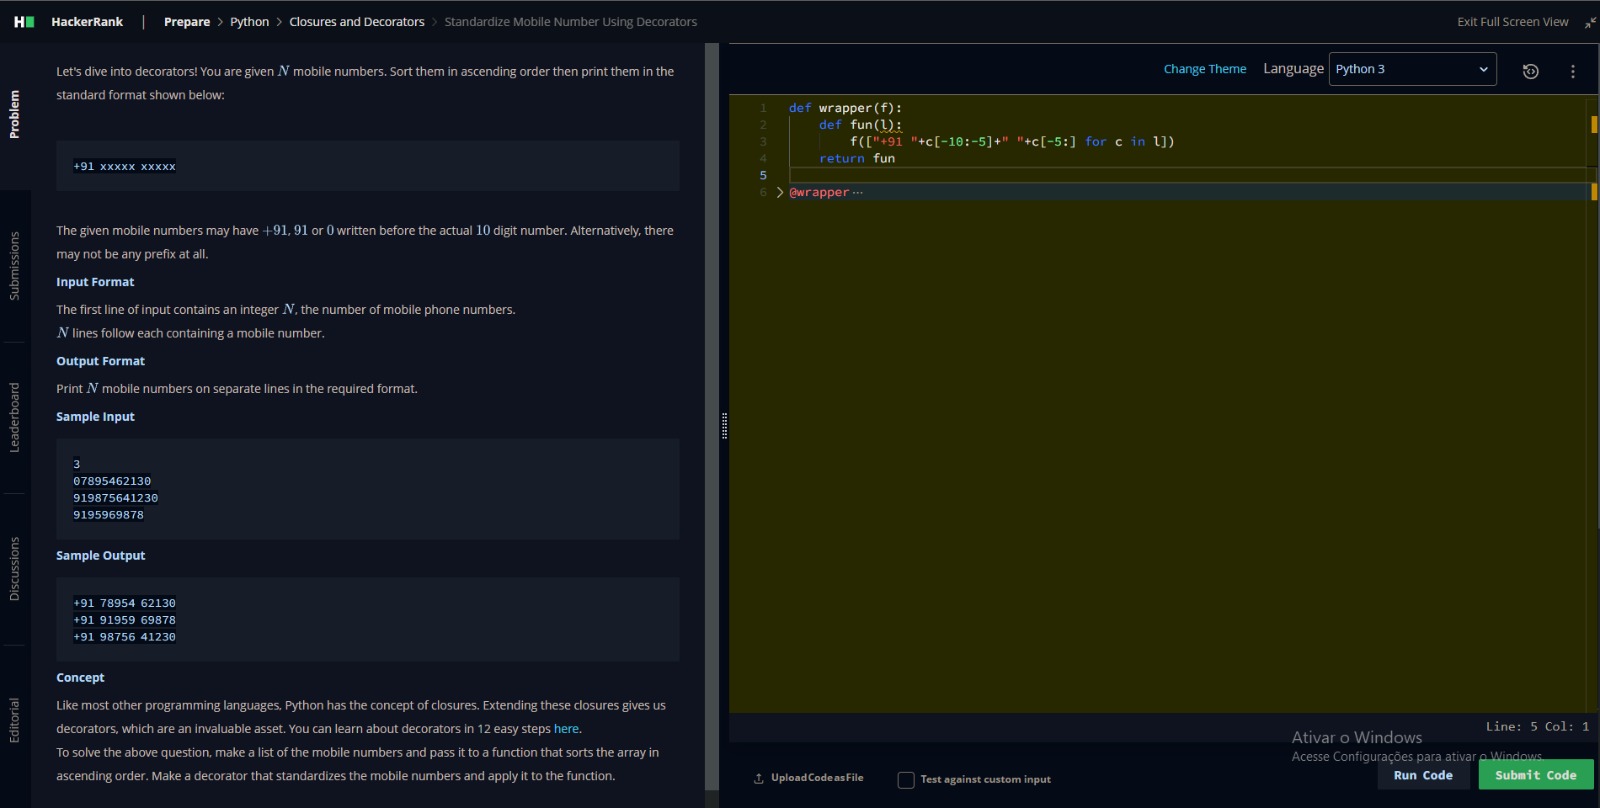 HackerRank | Prepare > Python > Closures and Decorators > Standardize Mobile Number Using Decorators
Exit Full Screen View
Problem
Submissions
Leaderboard
Discussions
Editorial
Let's dive into decorators! You are given N mobile numbers. Sort them in ascending order then print them in the
standard format shown below:
+91 xxxxx xxxxx
The given mobile numbers may have +91, 91 or 0 written before the actual 10 digit number. Alternatively, there
may not be any prefix at all.
Input Format
The first line of input contains an integer N, the number of mobile phone numbers.
N lines follow each containing a mobile number.
Output Format
Print N mobile numbers on separate lines in the required format.
Sample Input
3
07895462130
919875641230
9195969878
Sample Output
+91 78954 62130
+91 91959 69878
+91 98756 41230
Concept
Like most other programming languages, Python has the concept of closures. Extending these closures gives us
decorators, which are an invaluable asset. You can learn about decorators in 12 easy steps here.
To solve the above question, make a list of the mobile numbers and pass it to a function that sorts the array in
ascending order. Make a decorator that standardizes the mobile numbers and apply it to the function.
Change Theme Language Python 3
1 def wrapper(f):
2 def fun(l):
3 f(["+91 "+c[-10:-5]+" "+c[-5:] for c in l])
4 return fun
5
6 > @wrapper ···
Line: 5 Col: 1
Ativar o Windows
Acesse Configurações para ativar o Windows.
Upload Code as File
Test against custom input
Run Code
Submit Code